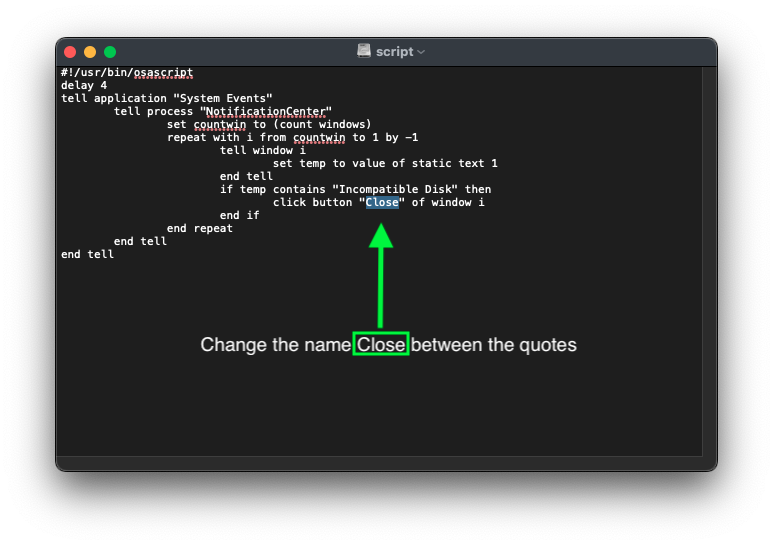 script
#!/usr/bin/osascript
delay 4
tell application "System Events"
tell process "NotificationCenter"
set countwin to (count windows)
repeat with i from countwin to 1 by -1
tell window i
set temp to value of static text 1
end tell
if temp contains "Incompatible Disk" then
click button "Close" of window i
end if
end repeat
end tell
end tell
Change the name Close between the quotes